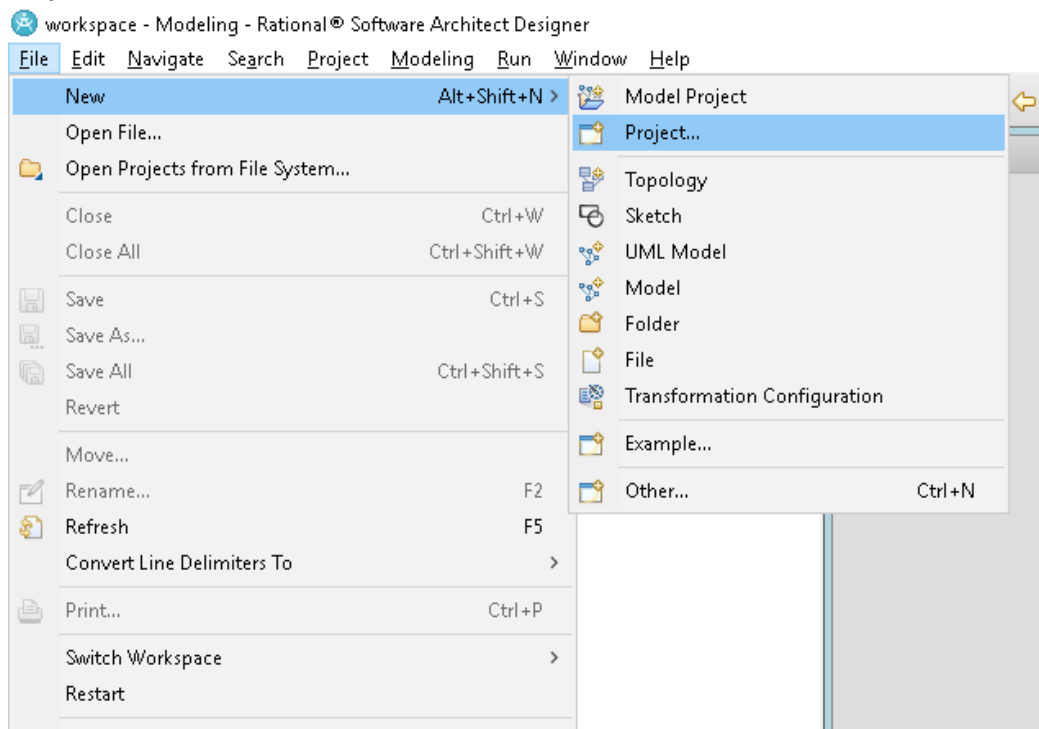 workspace - Modeling - Rational® Software Architect Designer
File Edit Navigate Search Project Modeling Run Window Help
New Alt+Shift+N >
Open File...
Open Projects from File System...
Close Ctrl+W
Close All Ctrl+Shift+W
Save Ctrl+S
Save As...
Save All Ctrl+Shift+S
Revert
Move...
Rename... F2
Refresh F5
Convert Line Delimiters To >
Print... Ctrl+P
Switch Workspace >
Restart
Model Project
Project...
Topology
Sketch
UML Model
Model
Folder
File
Transformation Configuration
Example...
Other... Ctrl+N